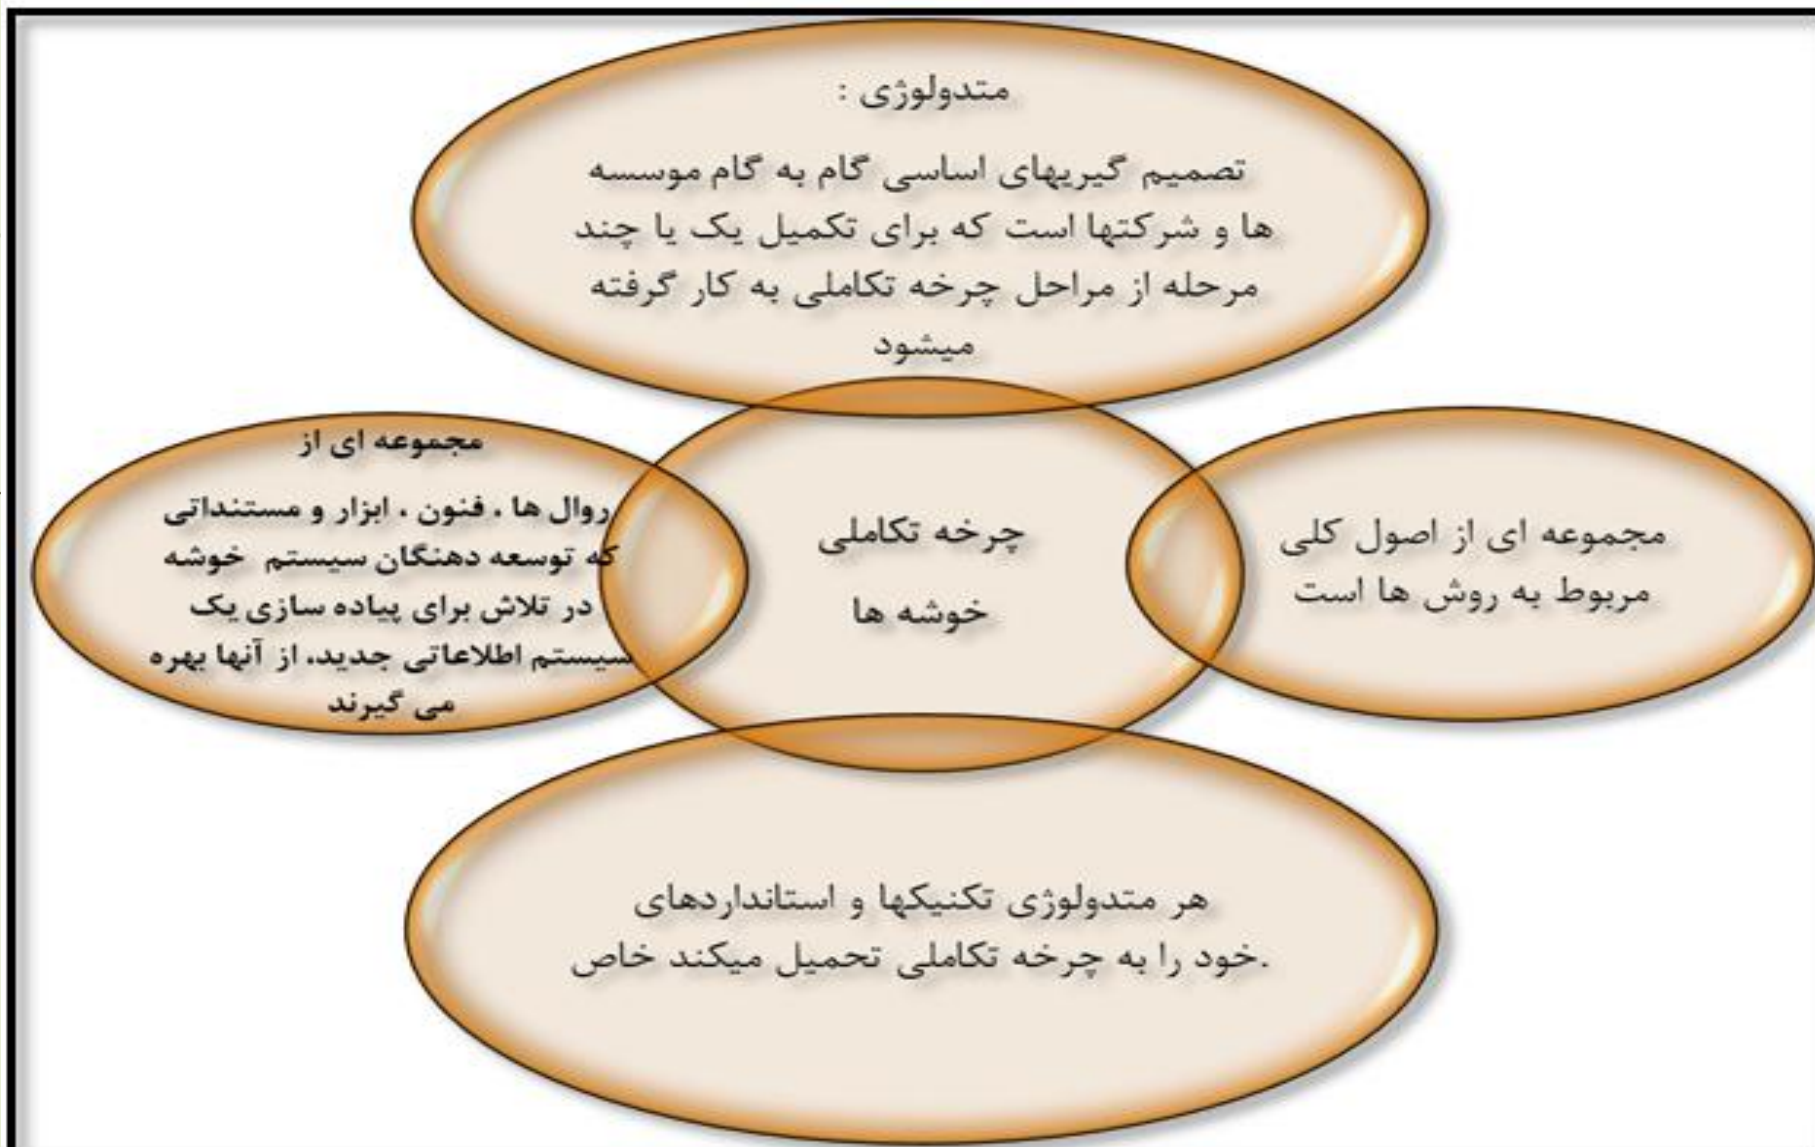 متدولوژی :
تصمیم گیریهای اساسی گام به گام موسسه
ها و شرکتها است که برای تکمیل یک یا چند
مرحله از مراحل چرخه تکاملی به کار گرفته
میشود
مجموعه ای از اصول کلی
مربوط به روش ها است
چرخه تکاملی
خوشه ها
مجموعه ای از
روال ها ، فنون ، ابزار و مستنداتی
که توسعه دهنگان سیستم خوشه
در تلاش برای پیاده سازی یک
سیستم اطلاعاتی جدید، از آنها بهره
می گیرند
هر متدولوژی تکنیکها و استانداردهای
.خود را به چرخه تکاملی تحمیل میکند خاص